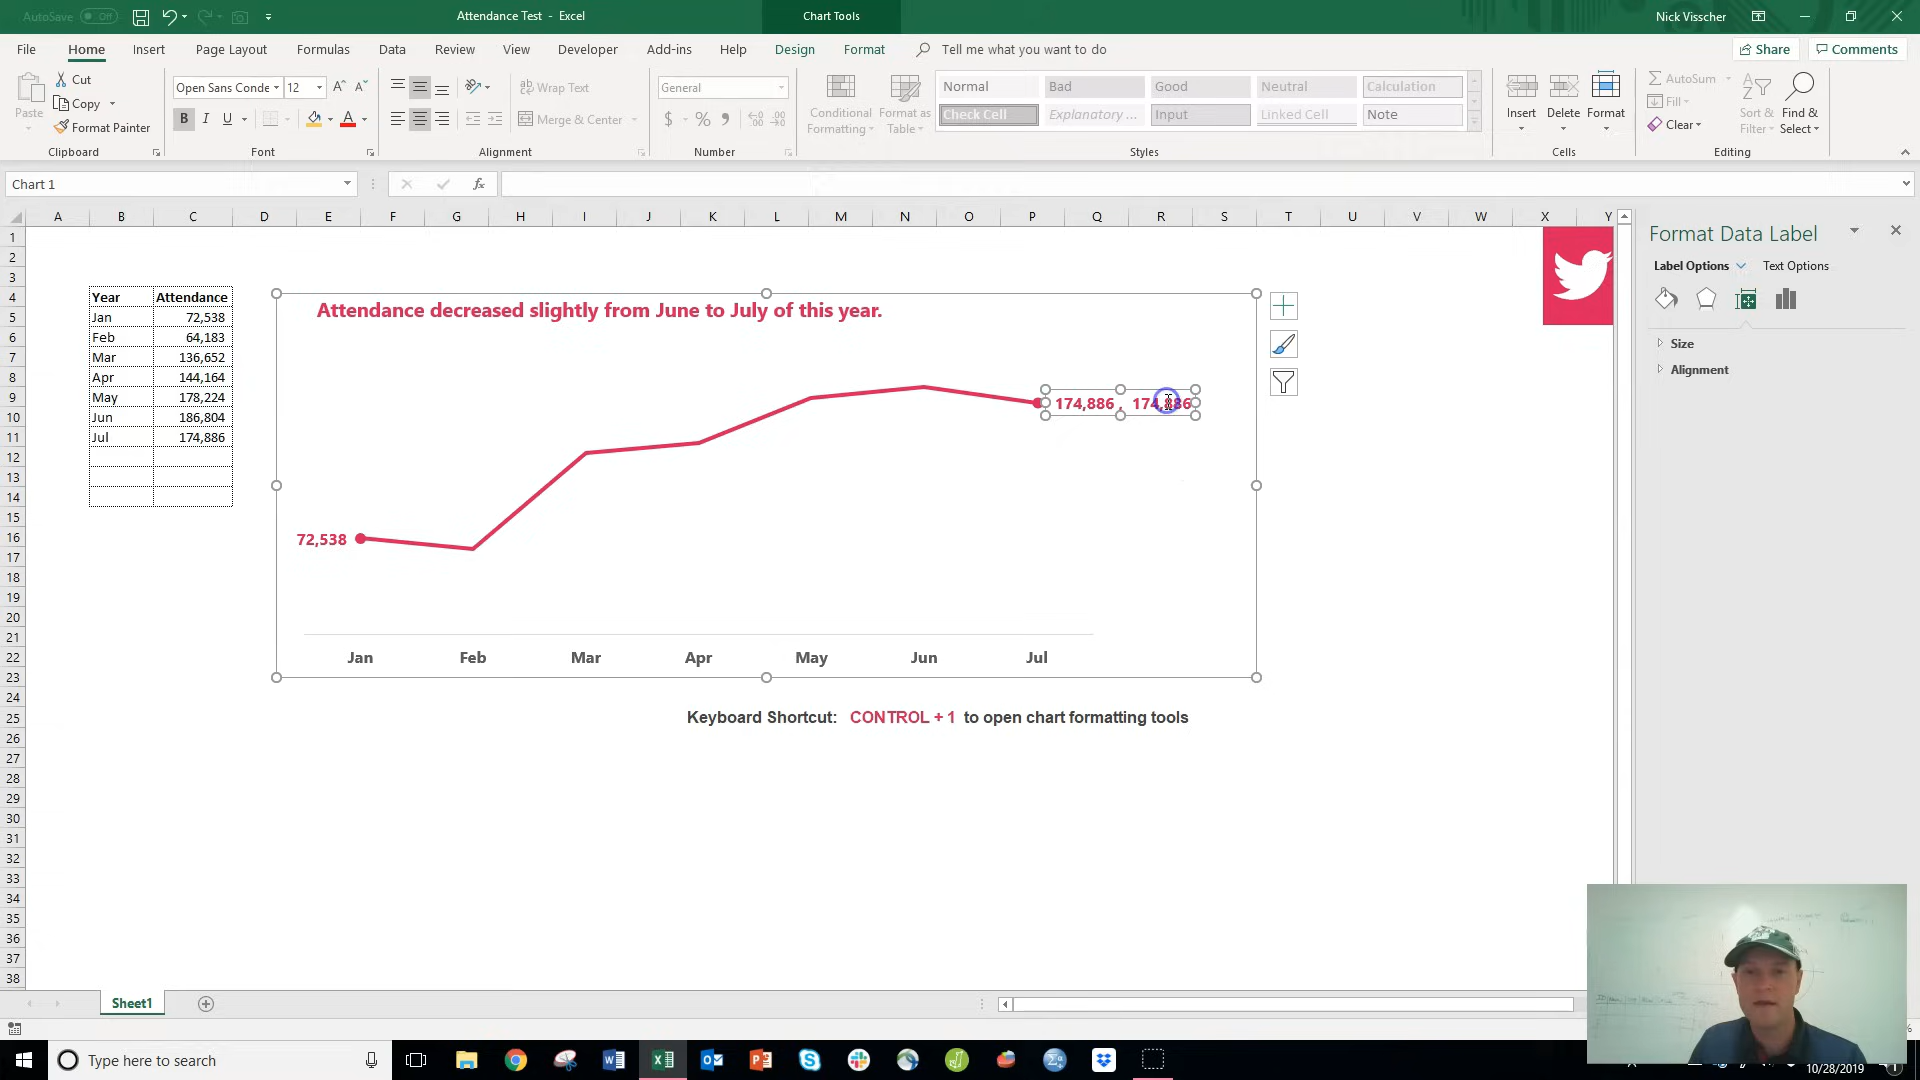 AutoSave Off
Attendance Test - Excel
Chart Tools
Nick Visscher
File Home Insert Page Layout Formulas Data Review View Developer Add-ins Help Design Format Tell me what you want to do Share Comments
Paste
Cut
Copy
Format Painter
Clipboard
Open Sans Conde 12
B I U
Font
Wrap Text
Merge & Center
Alignment
General
$ % ,
Number
Conditional Formatting
Format as Table
Normal Bad Good Neutral Calculation
Check Cell Explanatory ... Input Linked Cell Note
Styles
Insert Delete Format
Cells
AutoSum
Fill
Clear
Sort & Filter
Find & Select
Editing
Chart 1
fx
A B C D E F G H I J K L M N O P Q R S T U V W X Y
1
2
3
4
5
6
7
8
9
10
11
12
13
14
15
16
17
18
19
20
21
22
23
24
25
26
27
28
29
30
31
32
33
34
35
36
37
38
Year Attendance
Jan 72,538
Feb 64,183
Mar 136,652
Apr 144,164
May 178,224
Jun 186,804
Jul 174,886
Attendance decreased slightly from June to July of this year.
174,886 , 174,886
72,538
Jan Feb Mar Apr May Jun Jul
Keyboard Shortcut: CONTROL + 1 to open chart formatting tools
Format Data Label
Label Options Text Options
Size
Alignment
Sheet1
Type here to search
10/28/2019